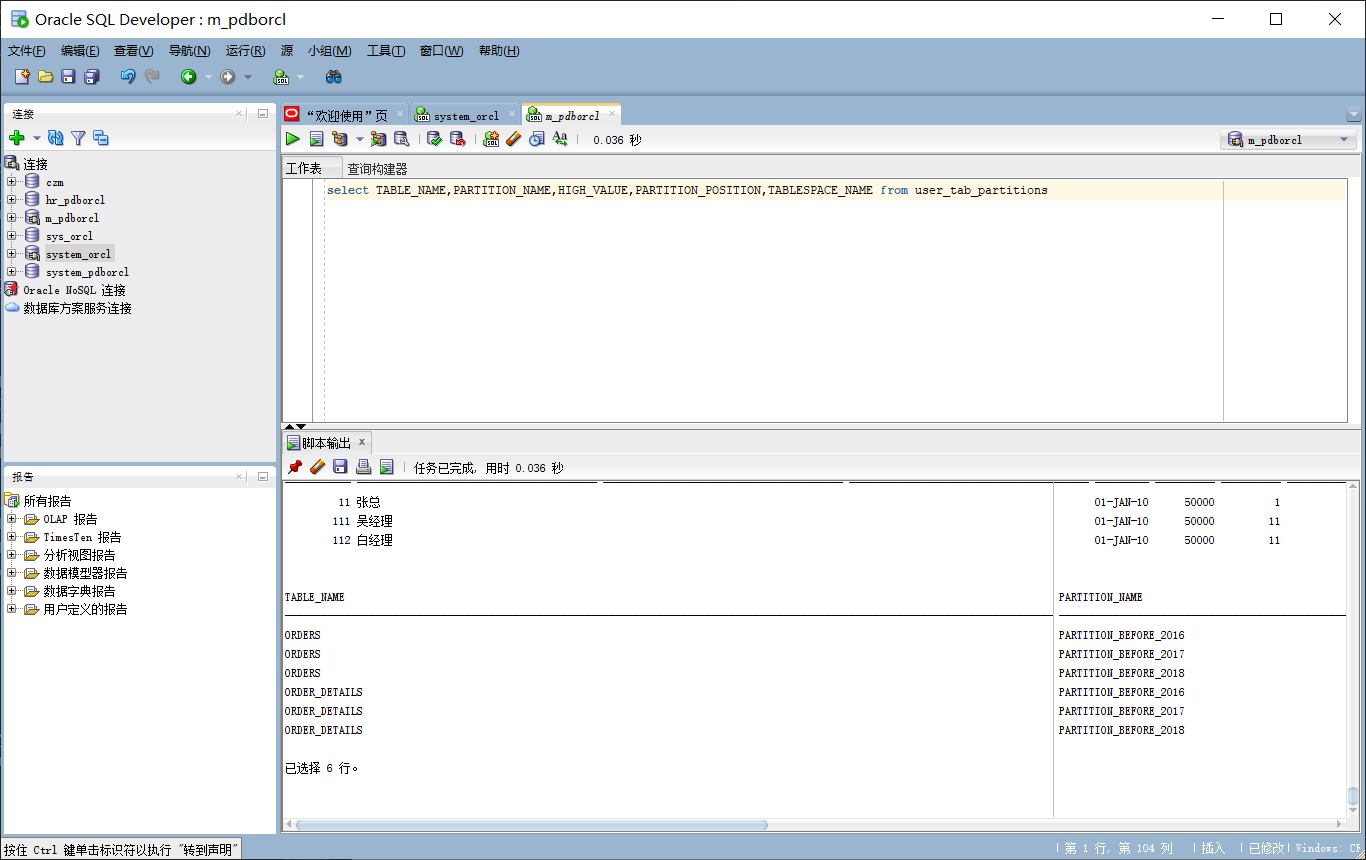 Oracle SQL Developer : m_pdborcl
文件(F) 编辑(E) 查看(V) 导航(N) 运行(R) 源 小组(M) 工具(T) 窗口(W) 帮助(H)
连接
连接
czm
hr_pdborcl
m_pdborcl
sys_orcl
system_orcl
system_pdborcl
Oracle NoSQL 连接
数据库方案服务连接
报告
所有报告
OLAP 报告
TimesTen 报告
分析视图报告
数据模型器报告
数据字典报告
用户定义的报告
“欢迎使用”页 system_orcl m_pdborcl
0.036 秒 m_pdborcl
工作表 查询构建器
select TABLE_NAME,PARTITION_NAME,HIGH_VALUE,PARTITION_POSITION,TABLESPACE_NAME from user_tab_partitions
脚本输出
任务已完成, 用时 0.036 秒
11 张总 01-JAN-10 50000 1
111 吴经理 01-JAN-10 50000 11
112 白经理 01-JAN-10 50000 11
TABLE_NAME PARTITION_NAME
ORDERS PARTITION_BEFORE_2016
ORDERS PARTITION_BEFORE_2017
ORDERS PARTITION_BEFORE_2018
ORDER_DETAILS PARTITION_BEFORE_2016
ORDER_DETAILS PARTITION_BEFORE_2017
ORDER_DETAILS PARTITION_BEFORE_2018
已选择 6 行。
按住 Ctrl 键单击标识符以执行 "转到声明" | 第 1 行, 第 104 列 | 插入 | 已修改| Windows: CR